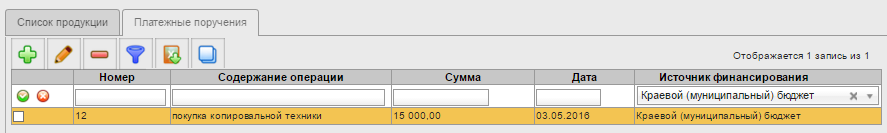 Список продукции Платежные поручения
Отображается 1 запись из 1
Номер Содержание операции Сумма Дата Источник финансирования
Краевой (муниципальный) бюджет
12 покупка копировальной техники 15 000,00 03.05.2016 Краевой (муниципальный) бюджет